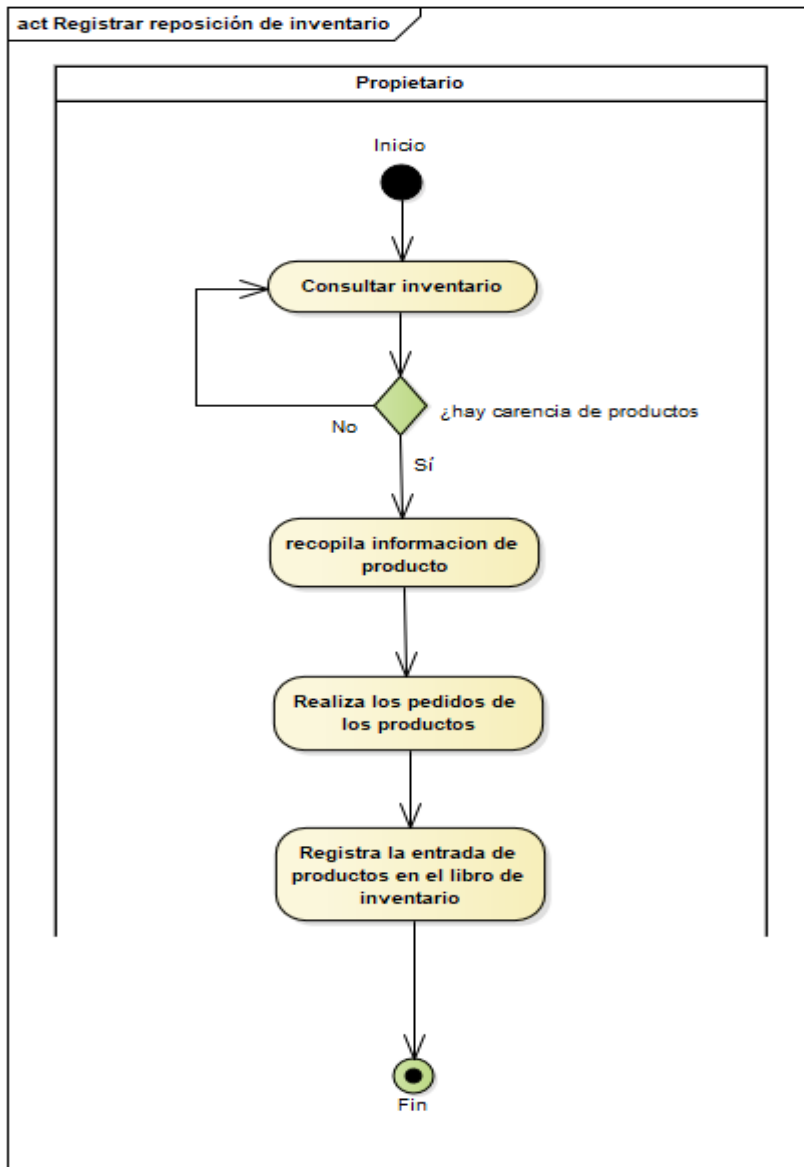 act Registrar reposición de inventario
Propietario
Inicio
Consultar inventario
¿hay carencia de productos
No
Sí
recopila informacion de
producto
Realiza los pedidos de
los productos
Registra la entrada de
productos en el libro de
inventario
Fin